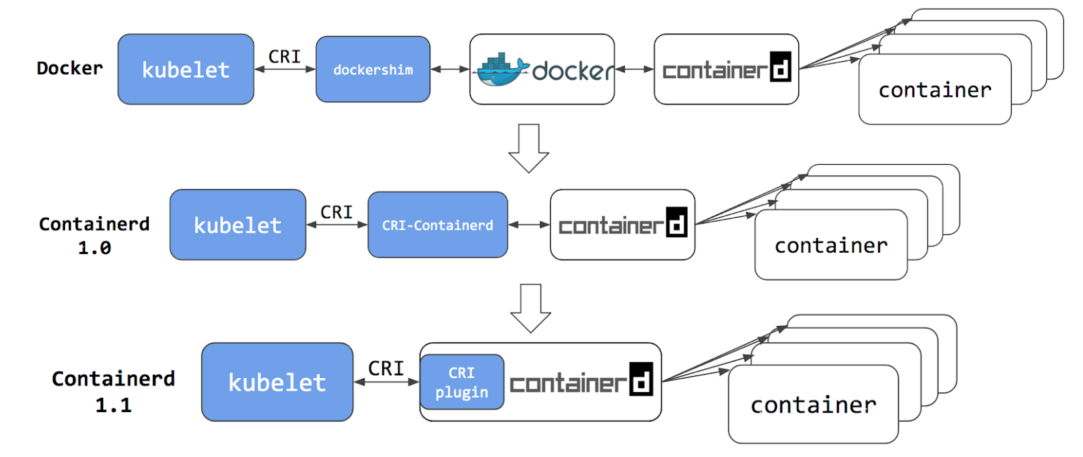 Docker
kubelet
CRI
dockershim
docker
containerd
container
Containerd
1.0
kubelet
CRI
CRI-Containerd
containerd
container
Containerd
1.1
kubelet
CRI
CRI
plugin
containerd
container